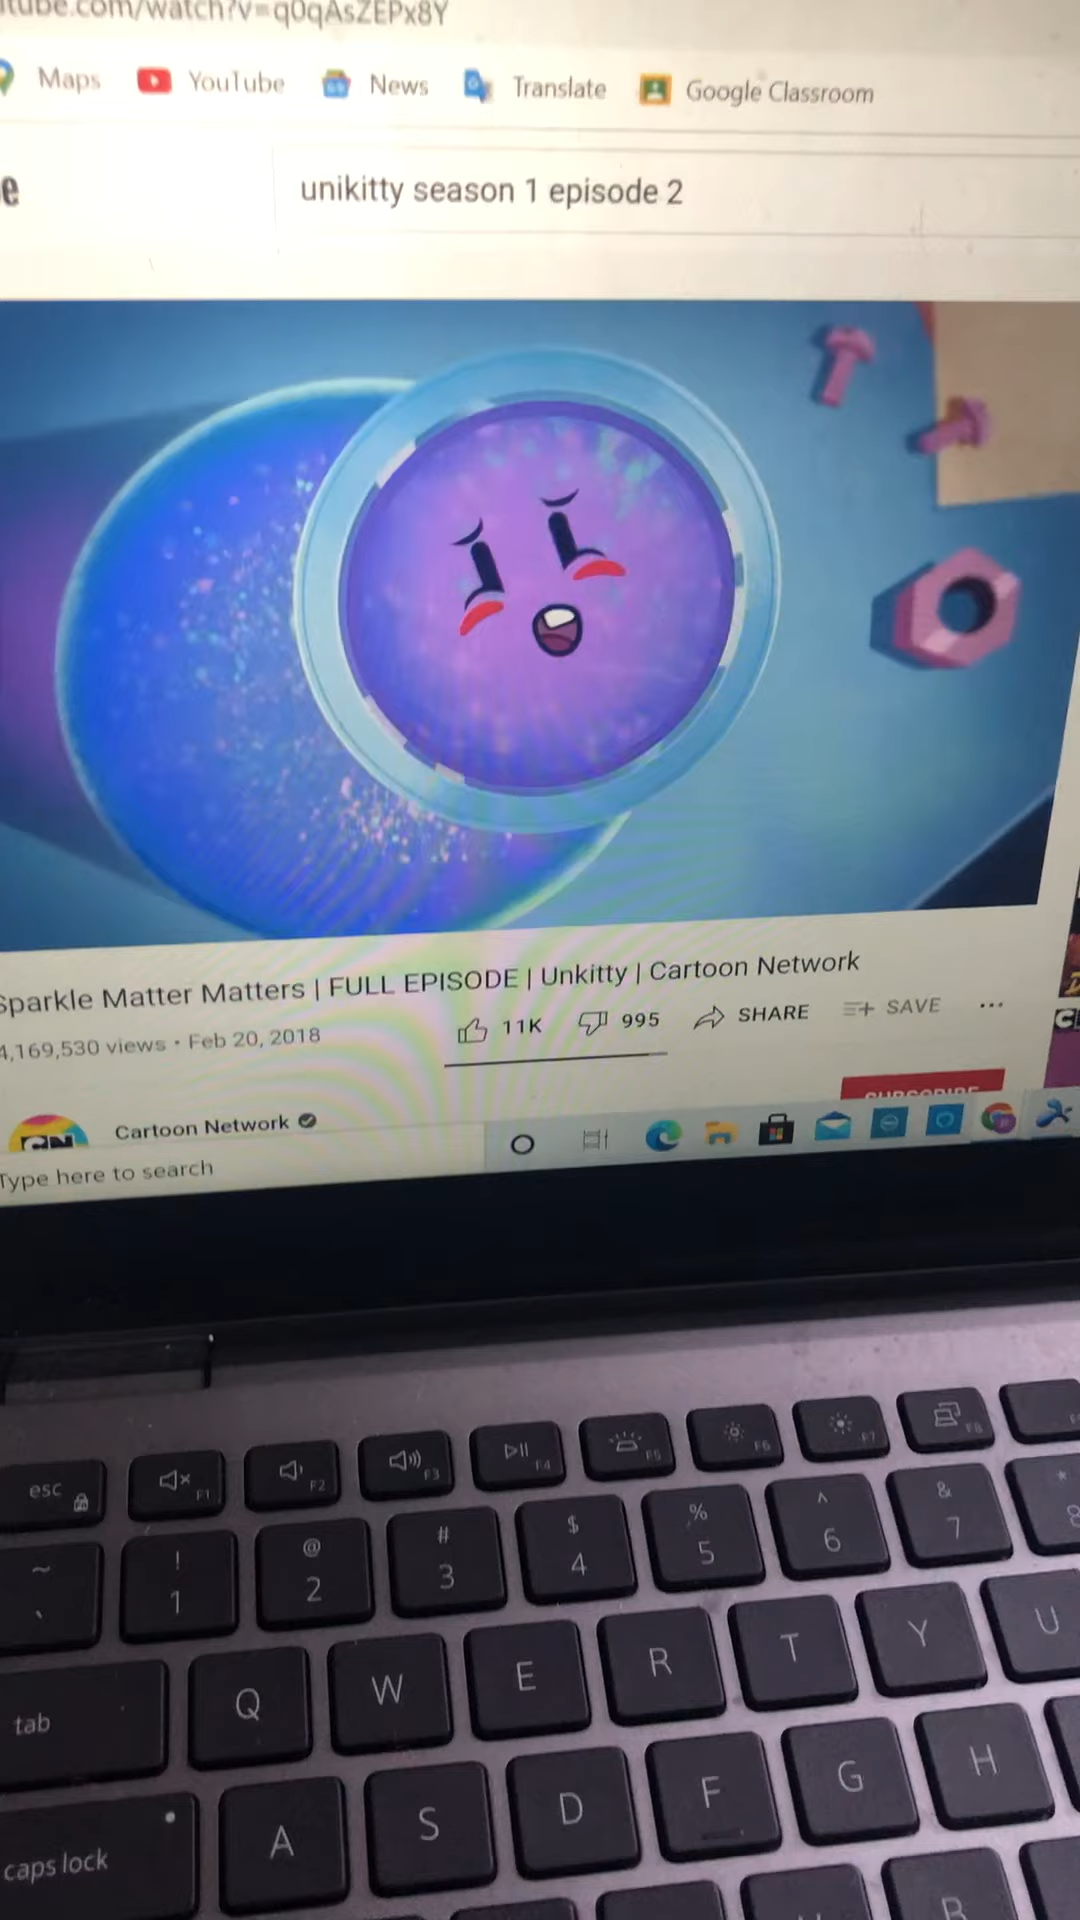 tube.com/watch?v=q0qAsZEPx8Y
Maps YouTube News Translate Google Classroom
e unikitty season 1 episode 2
Sparkle Matter Matters | FULL EPISODE | Unkitty | Cartoon Network
4,169,530 views • Feb 20, 2018 11K 995 SHARE SAVE ...
SUBSCRIBE
CN Cartoon Network
Type here to search
esc F1 F2 F3 F4 F5 F6 F7 F8
~ ` ! 1 @ 2 # 3 $ 4 % 5 ^ 6 & 7 * 8
tab Q W E R T Y U
caps lock A S D F G H